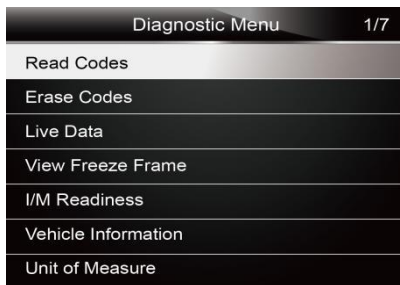 Diagnostic Menu 1/7
Read Codes
Erase Codes
Live Data
View Freeze Frame
I/M Readiness
Vehicle Information
Unit of Measure